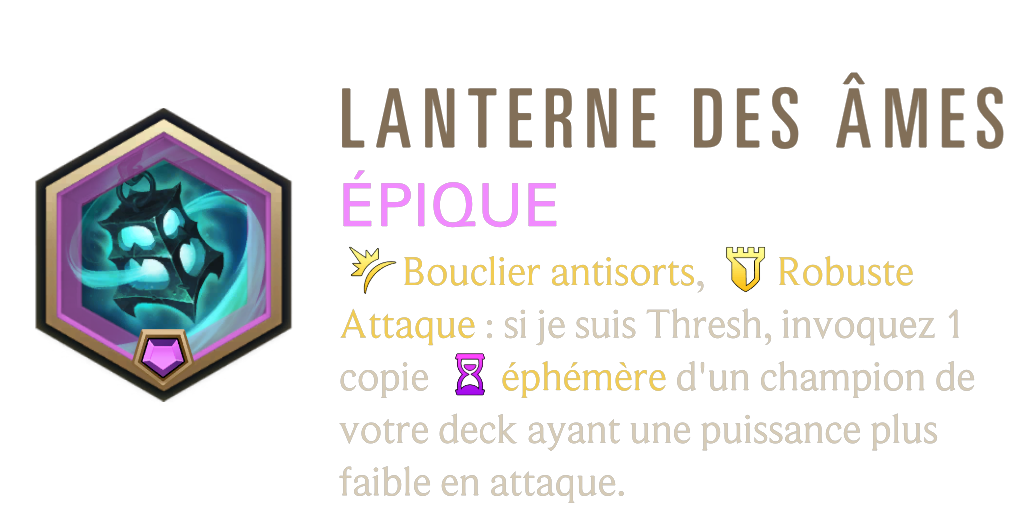 LANTERNE DES ÂMES
ÉPIQUE
Bouclier antisorts, Robuste
Attaque : si je suis Thresh, invoquez 1
copie éphémère d'un champion de
votre deck ayant une puissance plus
faible en attaque.